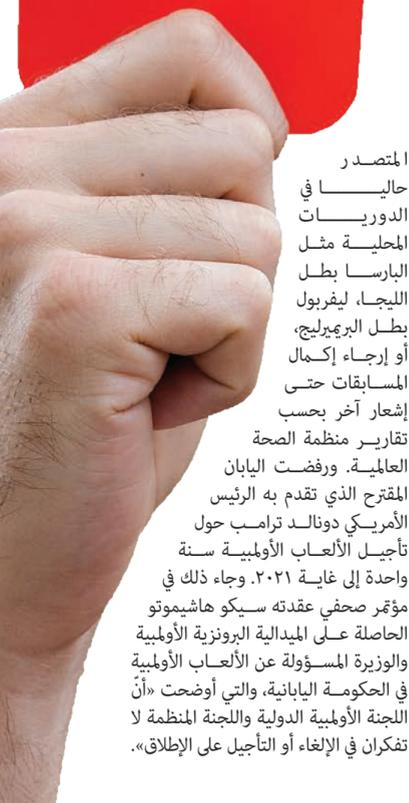 المتصدر
حاليا في
الدوريات
المحلية مثل
البارسا بطل
الليجا، ليفربول
بطل البريميرليج،
أو إرجاء إكمال
المسابقات حتى
إشعار آخر بحسب
تقارير منظمة الصحة
العالمية. ورفضت اليابان
المقترح الذي تقدم به الرئيس
الأمريكي دونالد ترامب حول
تأجيل الألعاب الأولمبية سنة
واحدة إلى غاية ٢٠٢١. وجاء ذلك في
مؤتمر صحفي عقدته سيكو هاشيموتو
الحاصلة على الميدالية البرونزية الأولمبية
والوزيرة المسؤولة عن الألعاب الأولمبية
في الحكومة اليابانية، والتي أوضحت «أنّ
اللجنة الأولمبية الدولية واللجنة المنظمة لا
تفكران في الإلغاء أو التأجيل على الإطلاق».